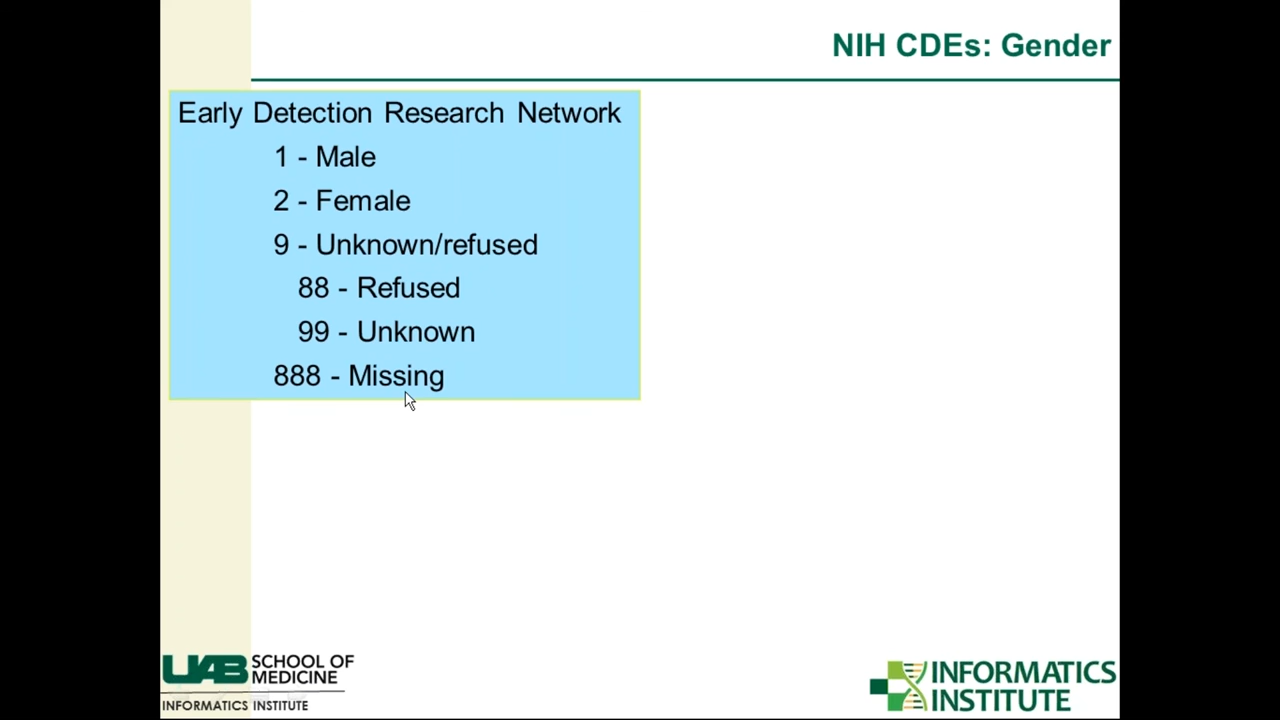 NIH CDEs: Gender
Early Detection Research Network
1 - Male
2 - Female
9 - Unknown/refused
88 - Refused
99 - Unknown
888 - Missing
UAB SCHOOL OF
MEDICINE
INFORMATICS INSTITUTE
INFORMATICS
INSTITUTE